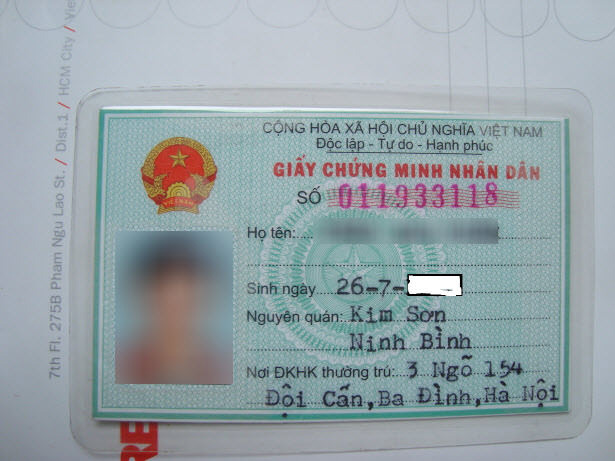 CỘNG HÒA XÃ HỘI CHỦ NGHĨA VIỆT NAM
Độc lập - Tự do - Hạnh phúc
GIẤY CHỨNG MINH NHÂN DÂN
SỐ 011933118
Họ tên:
Sinh ngày 26-7-
Nguyên quán: Kim Sơn
Ninh Bình
Nơi ĐKHK thường trú: 3 Ngõ 154
Đội Cấn, Ba Đình, Hà Nội
VIETNAM
7th Fl. 275B Pham Ngu Lao St. / Dist.1 / HCM City / Vie
RE